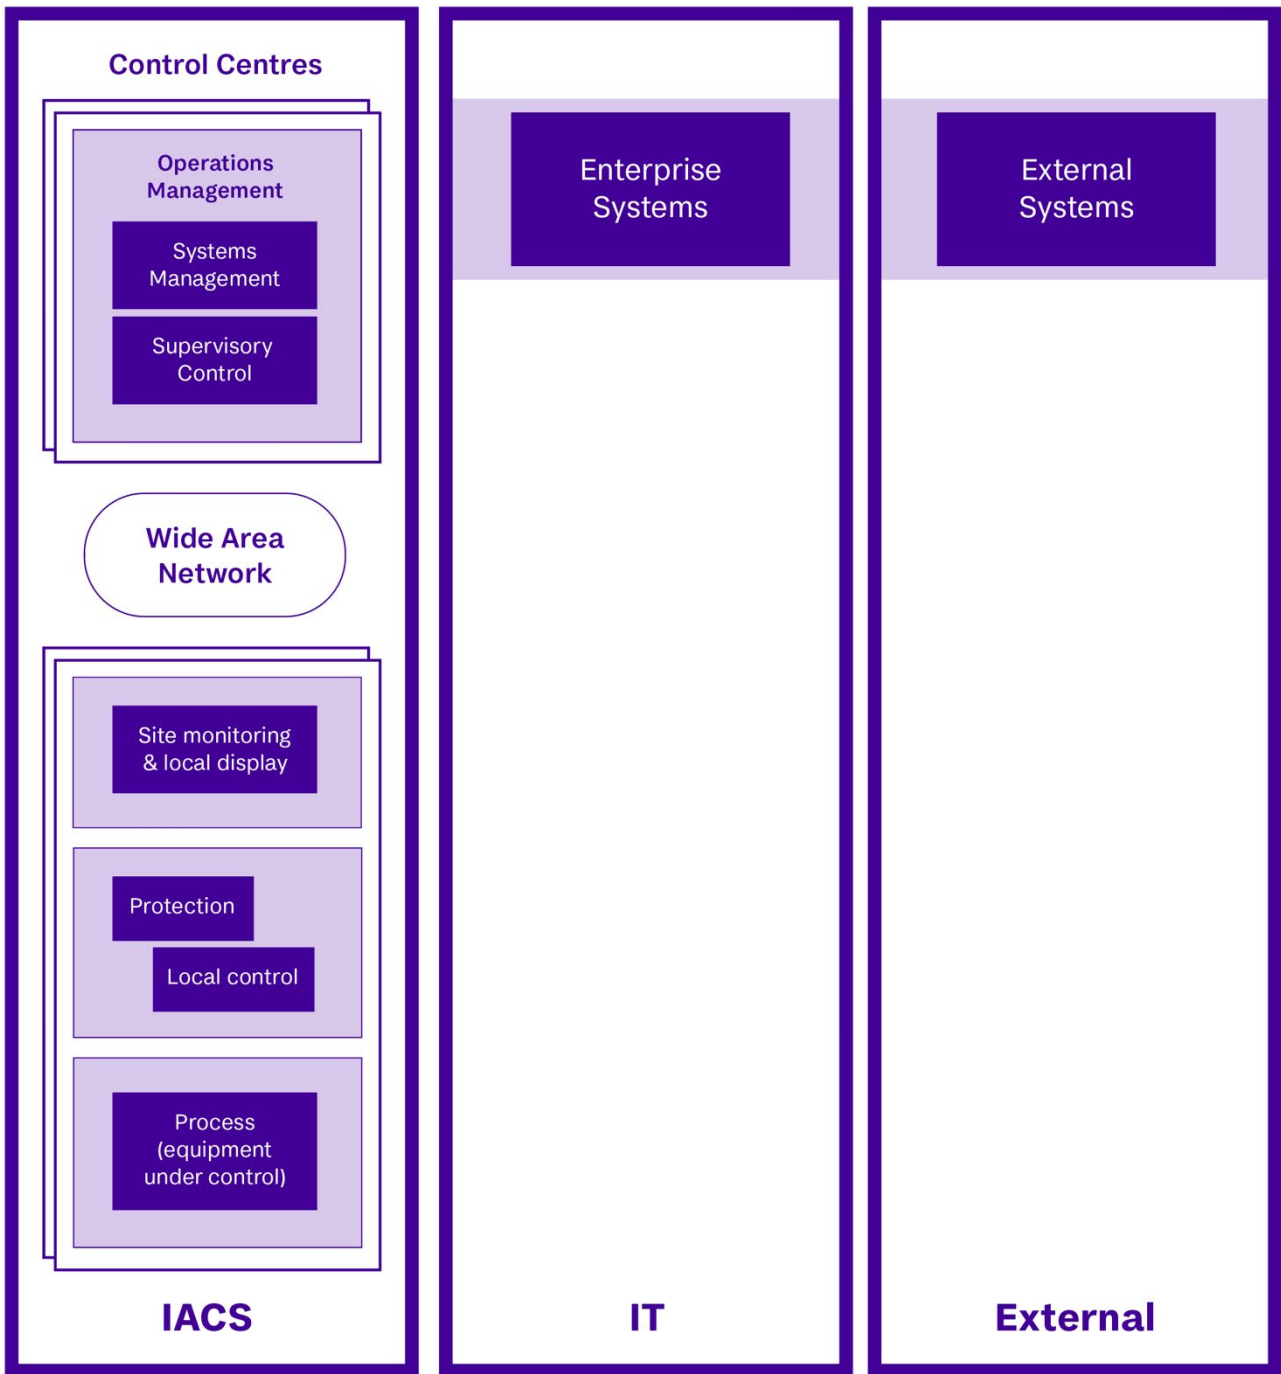 Control Centres
Operations
Management
Systems
Management
Supervisory
Control
Wide Area
Network
Site monitoring
& local display
Protection
Local control
Process
(equipment
under control)
IACS
Enterprise
Systems
IT
External
Systems
External